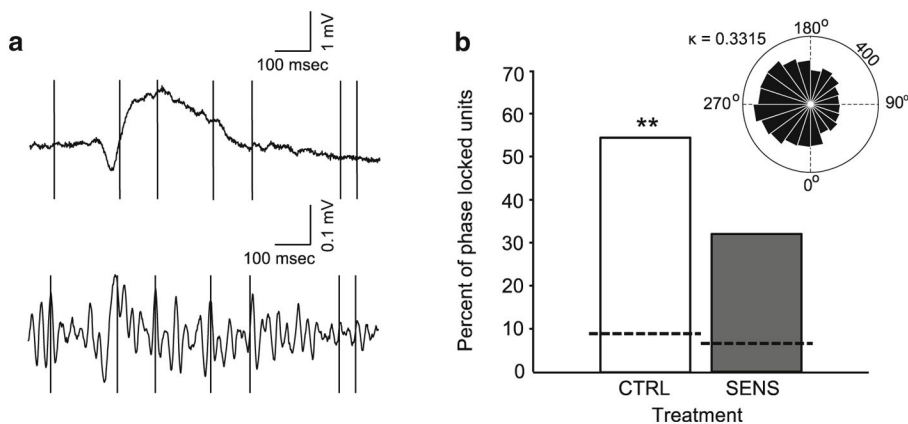 a
1 mV
100 msec
0.1 mV
100 msec
b
κ = 0.3315
180°
400
270°
90°
0°
**
Percent of phase locked units
70
60
50
40
30
20
10
0
CTRL
SENS
Treatment